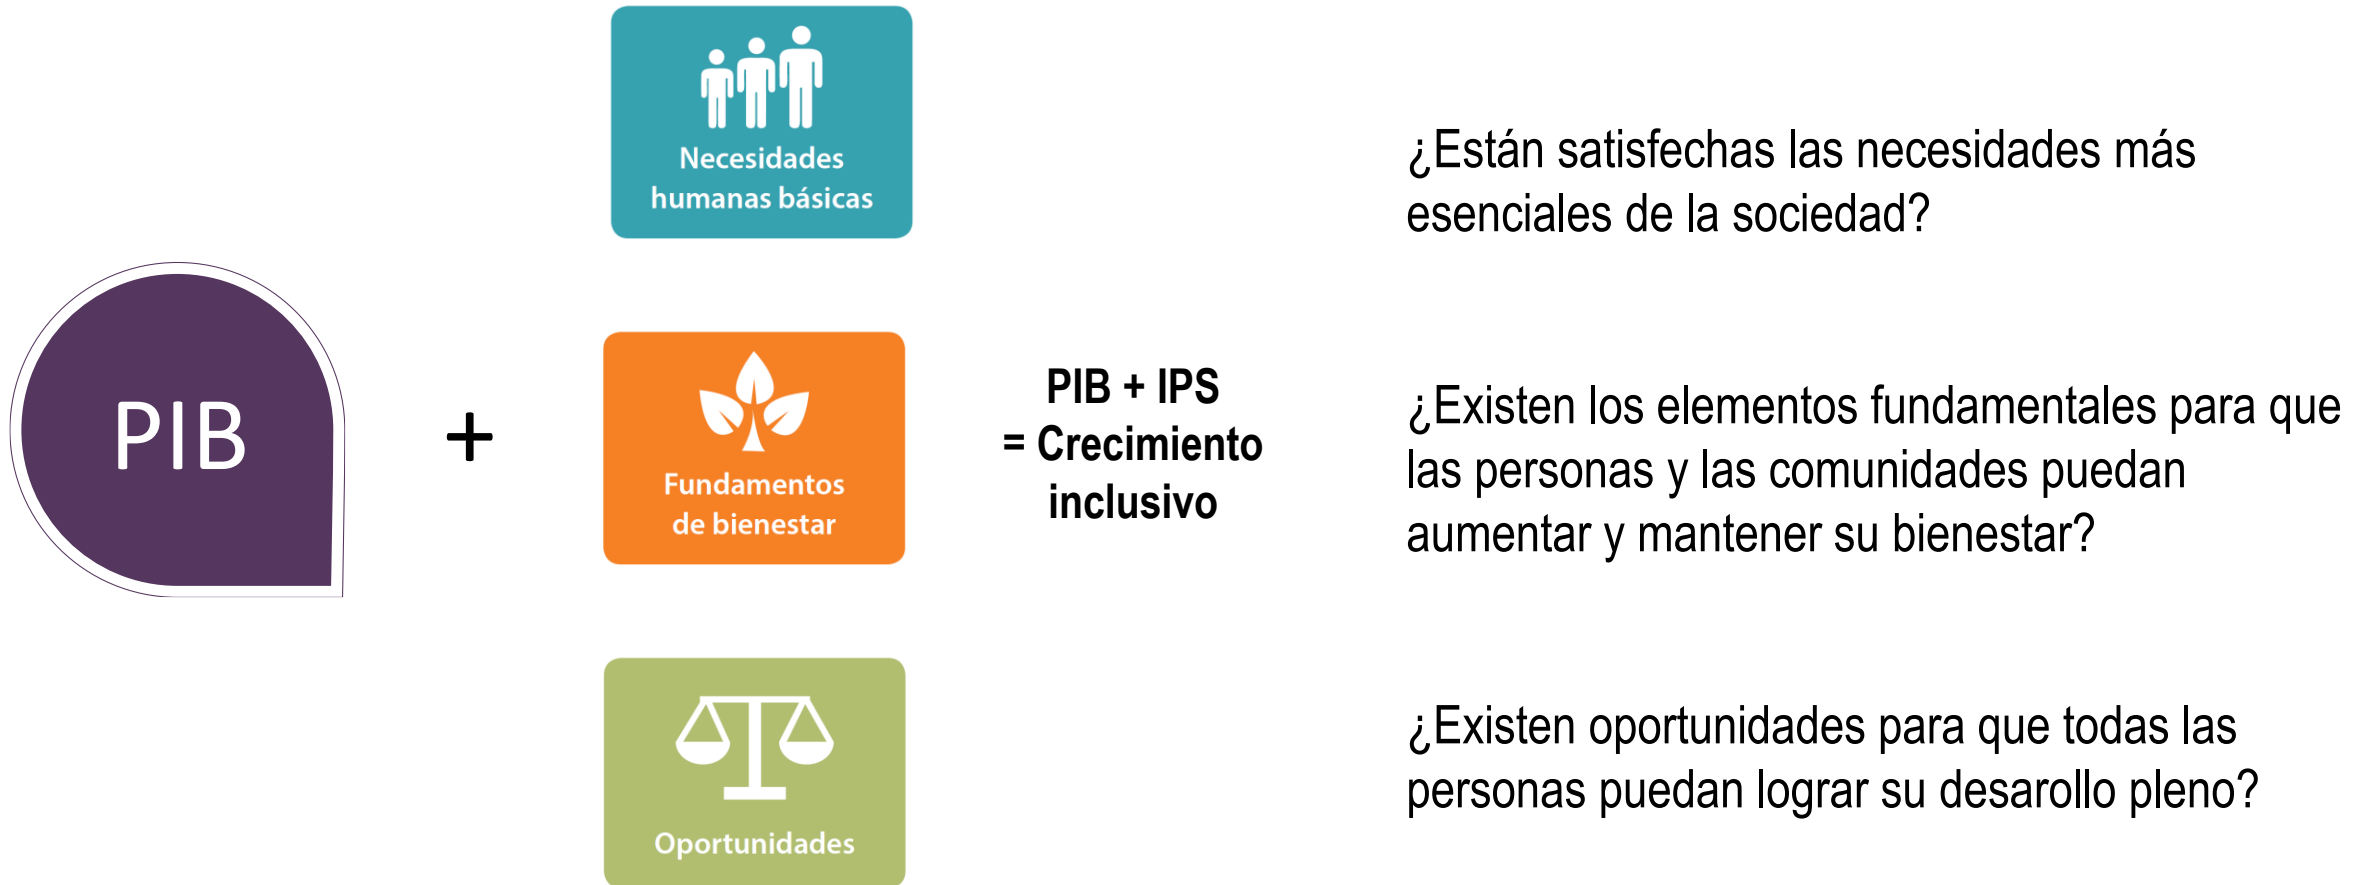 Necesidades
humanas básicas
¿Están satisfechas las necesidades más
esenciales de la sociedad?
PIB
+
Fundamentos
de bienestar
PIB + IPS
= Crecimiento
inclusivo
¿Existen los elementos fundamentales para que
las personas y las comunidades puedan
aumentar y mantener su bienestar?
Oportunidades
¿Existen oportunidades para que todas las
personas puedan lograr su desarollo pleno?